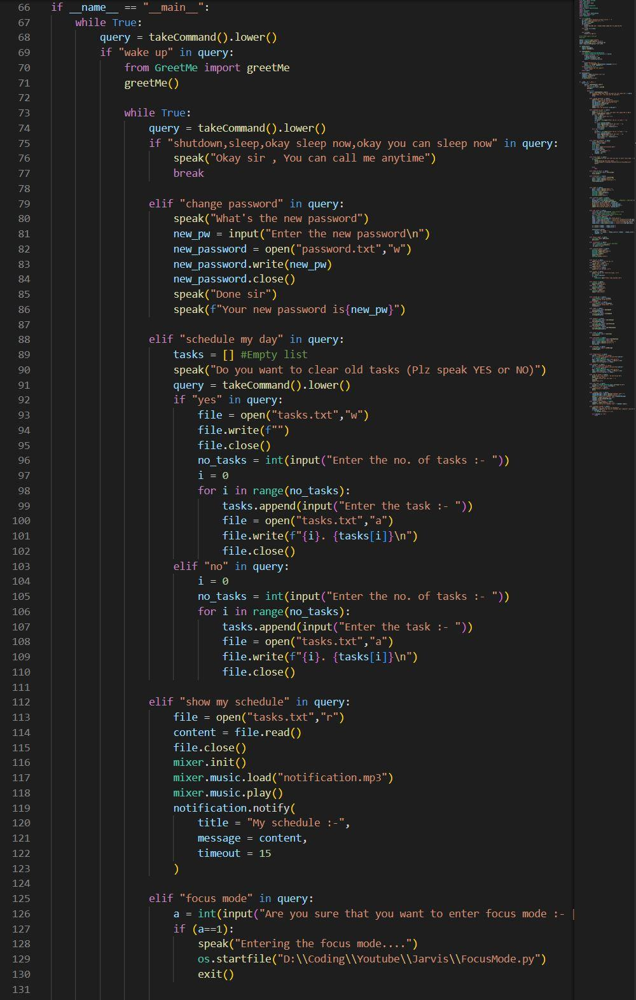 66 if __name__ == "__main__":
67 while True:
68 query = takeCommand().lower()
69 if "wake up" in query:
70 from GreetMe import greetMe
71 greetMe()
72
73 while True:
74 query = takeCommand().lower()
75 if "shutdown,sleep,okay sleep now,okay you can sleep now" in query:
76 speak("Okay sir , You can call me anytime")
77 break
78
79 elif "change password" in query:
80 speak("What's the new password")
81 new_pw = input("Enter the new password\n")
82 new_password = open("password.txt","w")
83 new_password.write(new_pw)
84 new_password.close()
85 speak("Done sir")
86 speak(f"Your new password is{new_pw}")
87
88 elif "schedule my day" in query:
89 tasks = [] #Empty list
90 speak("Do you want to clear old tasks (Plz speak YES or NO)")
91 query = takeCommand().lower()
92 if "yes" in query:
93 file = open("tasks.txt","w")
94 file.write(f"")
95 file.close()
96 no_tasks = int(input("Enter the no. of tasks :- "))
97 i = 0
98 for i in range(no_tasks):
99 tasks.append(input("Enter the task :- "))
100 file = open("tasks.txt","a")
101 file.write(f"{i}. {tasks[i]}\n")
102 file.close()
103 elif "no" in query:
104 i = 0
105 no_tasks = int(input("Enter the no. of tasks :- "))
106 for i in range(no_tasks):
107 tasks.append(input("Enter the task :- "))
108 file = open("tasks.txt","a")
109 file.write(f"{i}. {tasks[i]}\n")
110 file.close()
111
112 elif "show my schedule" in query:
113 file = open("tasks.txt","r")
114 content = file.read()
115 file.close()
116 mixer.init()
117 mixer.music.load("notification.mp3")
118 mixer.music.play()
119 notification.notify(
120 title = "My schedule :-",
121 message = content,
122 timeout = 15
123 )
124
125 elif "focus mode" in query:
126 a = int(input("Are you sure that you want to enter focus mode :-
127 if (a==1):
128 speak("Entering the focus mode....")
129 os.startfile("D:\\Coding\\Youtube\\Jarvis\\FocusMode.py")
130 exit()
131